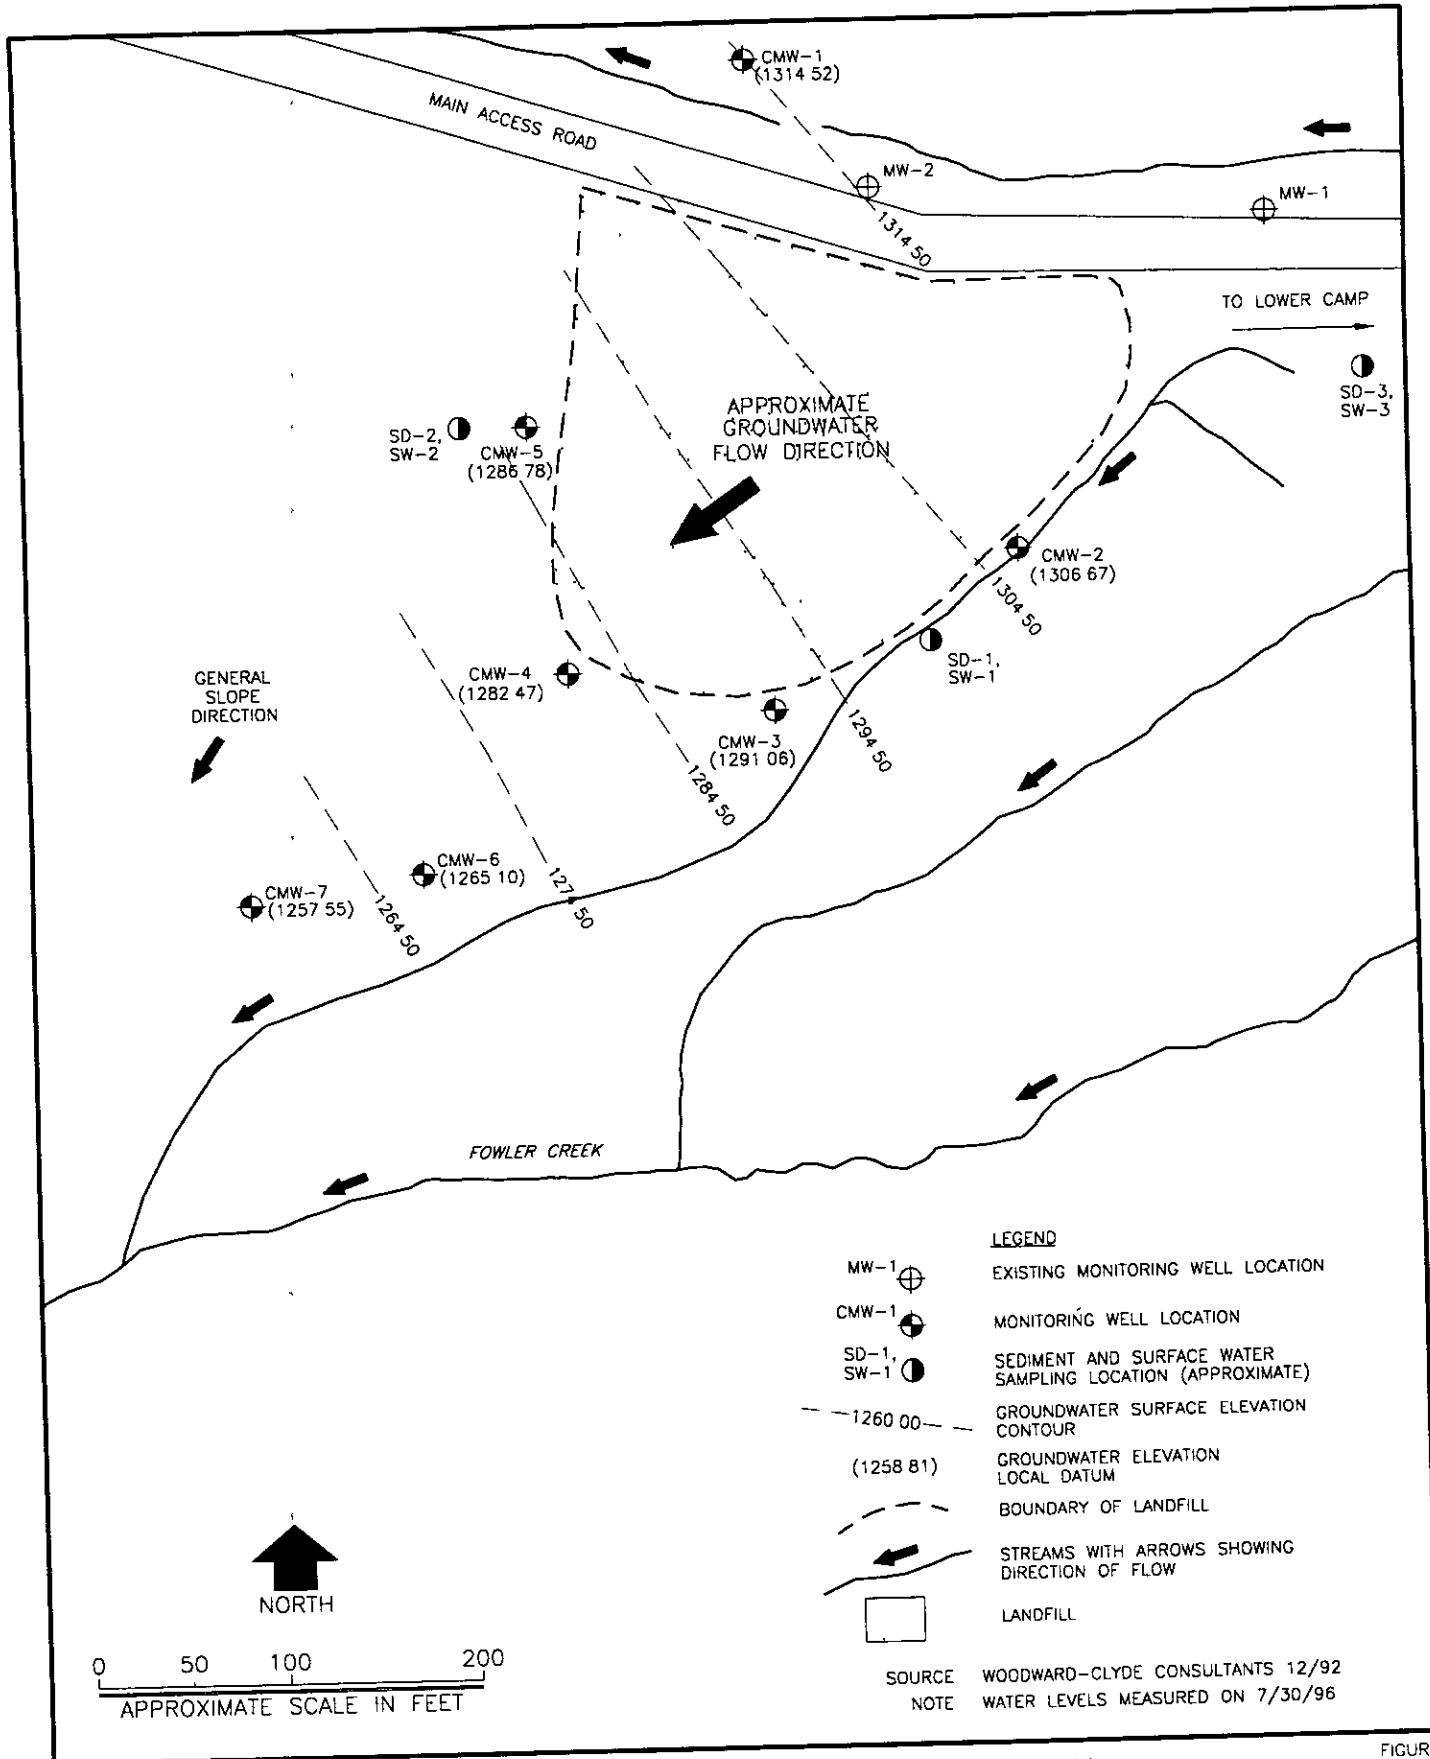 CMW-1
(1314 52)
MAIN ACCESS ROAD
MW-2
MW-1
1314 50
TO LOWER CAMP
SD-3,
SW-3
APPROXIMATE
GROUNDWATER
FLOW DIRECTION
SD-2,
SW-2
CMW-5
(1286 78)
CMW-2
(1306 67)
1304 50
SD-1,
SW-1
CMW-4
(1282 47)
GENERAL
SLOPE
DIRECTION
CMW-3
(1291 06)
1294 50
1284 50
CMW-6
(1265 10)
CMW-7
(1257 55)
1264 50
FOWLER CREEK
LEGEND
MW-1
EXISTING MONITORING WELL LOCATION
CMW-1
MONITORING WELL LOCATION
SD-1,
SW-1
SEDIMENT AND SURFACE WATER
SAMPLING LOCATION (APPROXIMATE)
1260 00
GROUNDWATER SURFACE ELEVATION
CONTOUR
(1258 81)
GROUNDWATER ELEVATION
LOCAL DATUM
BOUNDARY OF LANDFILL
STREAMS WITH ARROWS SHOWING
DIRECTION OF FLOW
LANDFILL
NORTH
0 50 100 200
APPROXIMATE SCALE IN FEET
SOURCE WOODWARD-CLYDE CONSULTANTS 12/92
NOTE WATER LEVELS MEASURED ON 7/30/96
FIGUR